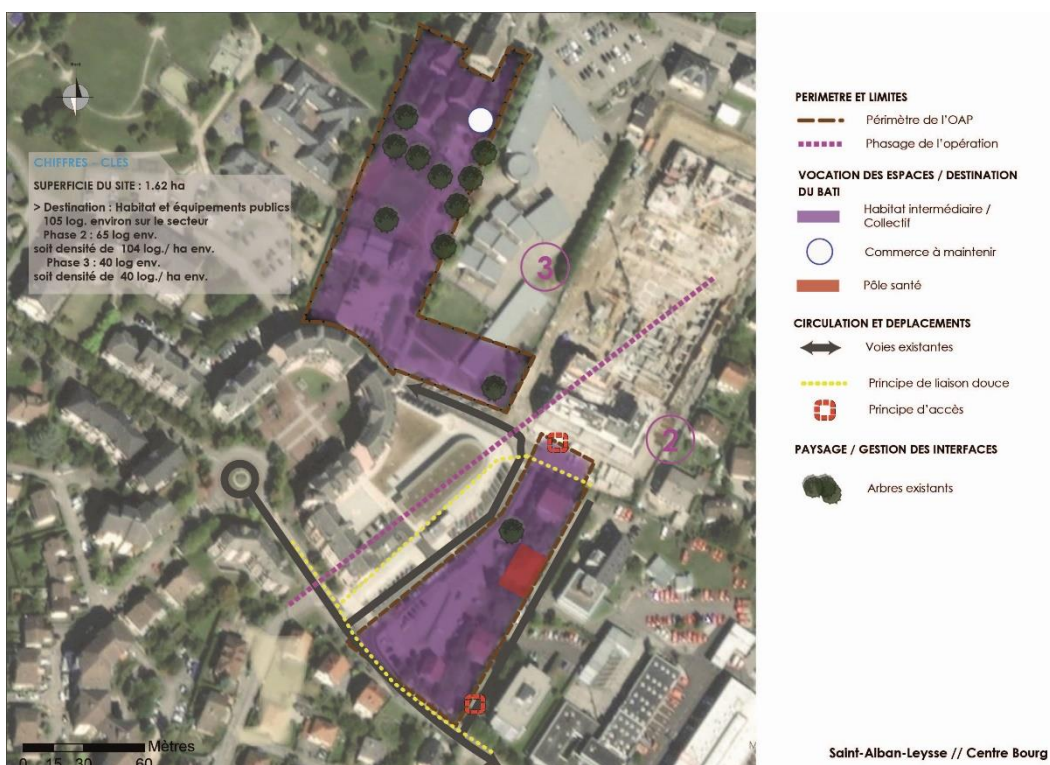 CHIFFRES - CLES
SUPERFICIE DU SITE : 1.62 ha
> Destination : Habitat et équipements publics
105 log. environ sur le secteur
Phase 2 : 65 log env.
soit densité de 104 log./ ha env.
Phase 3 : 40 log env.
soit densité de 40 log./ ha env.
3
2
Mètres
0 15 30 60
PERIMETRE ET LIMITES
Périmètre de l'OAP
Phasage de l'opération
VOCATION DES ESPACES / DESTINATION
DU BATI
Habitat intermédiaire /
Collectif
Commerce à maintenir
Pôle santé
CIRCULATION ET DEPLACEMENTS
Voies existantes
Principe de liaison douce
Principe d'accès
PAYSAGE / GESTION DES INTERFACES
Arbres existants
Saint-Alban-Leysse // Centre Bourg